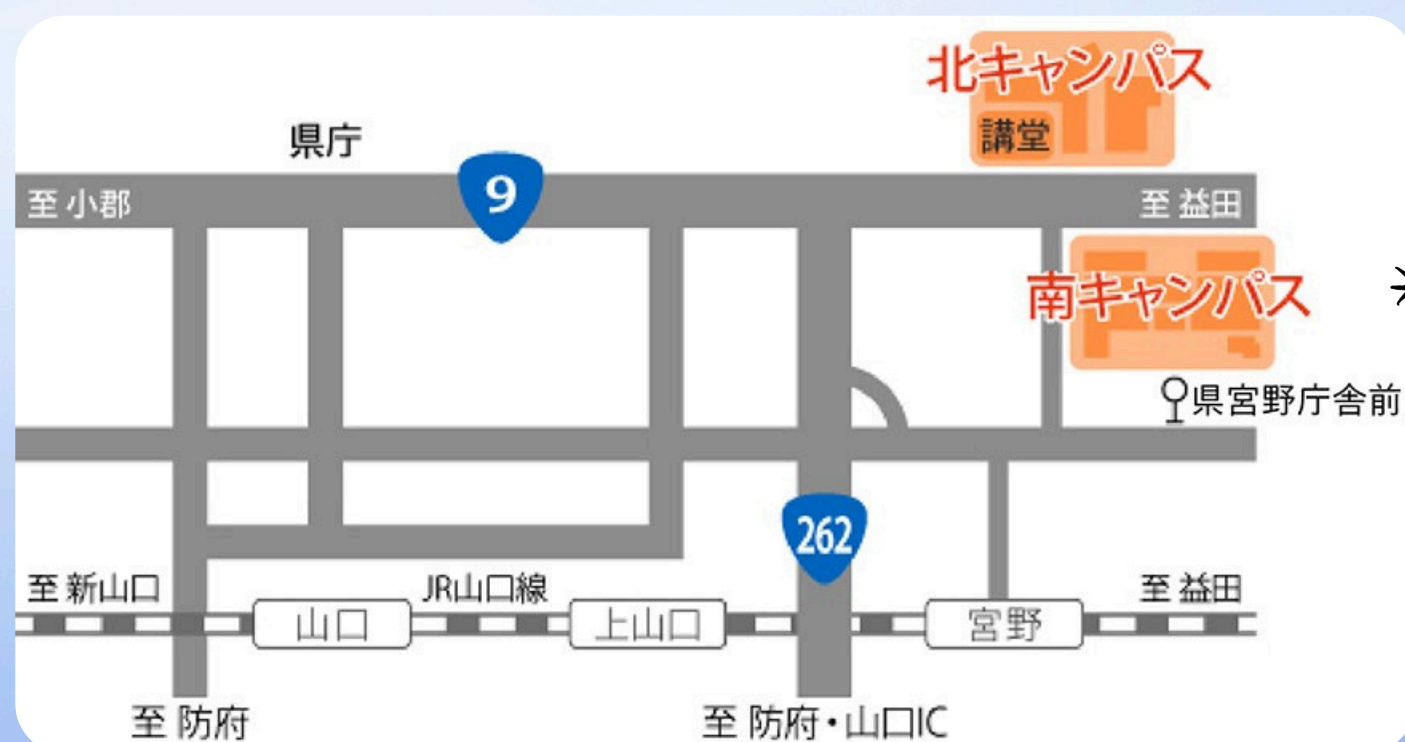 北キャンパス
講堂
県庁
9
至 小郡
至 益田
南キャンパス
県宮野庁舎前
262
至 新山口
JR山口線
至 益田
山口
上山口
宮野
至 防府
至 防府・山口IC